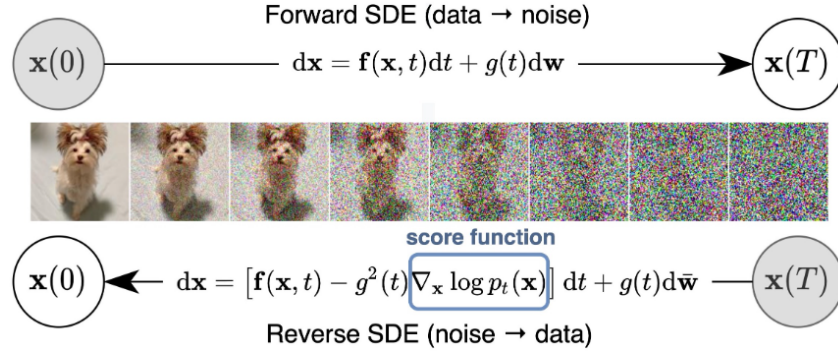 Forward SDE (data → noise)
x(0) dx = f(x, t)dt + g(t)dw x(T)
score function
x(0) dx = [f(x, t) − g²(t)∇ₓ log pₜ(x)] dt + g(t)dw̄ x(T)
Reverse SDE (noise → data)